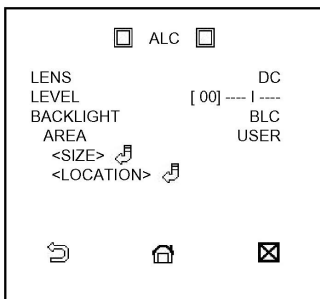 ALC
LENS DC
LEVEL [ 00] ---- I ----
BACKLIGHT BLC
AREA USER
<SIZE>
<LOCATION>